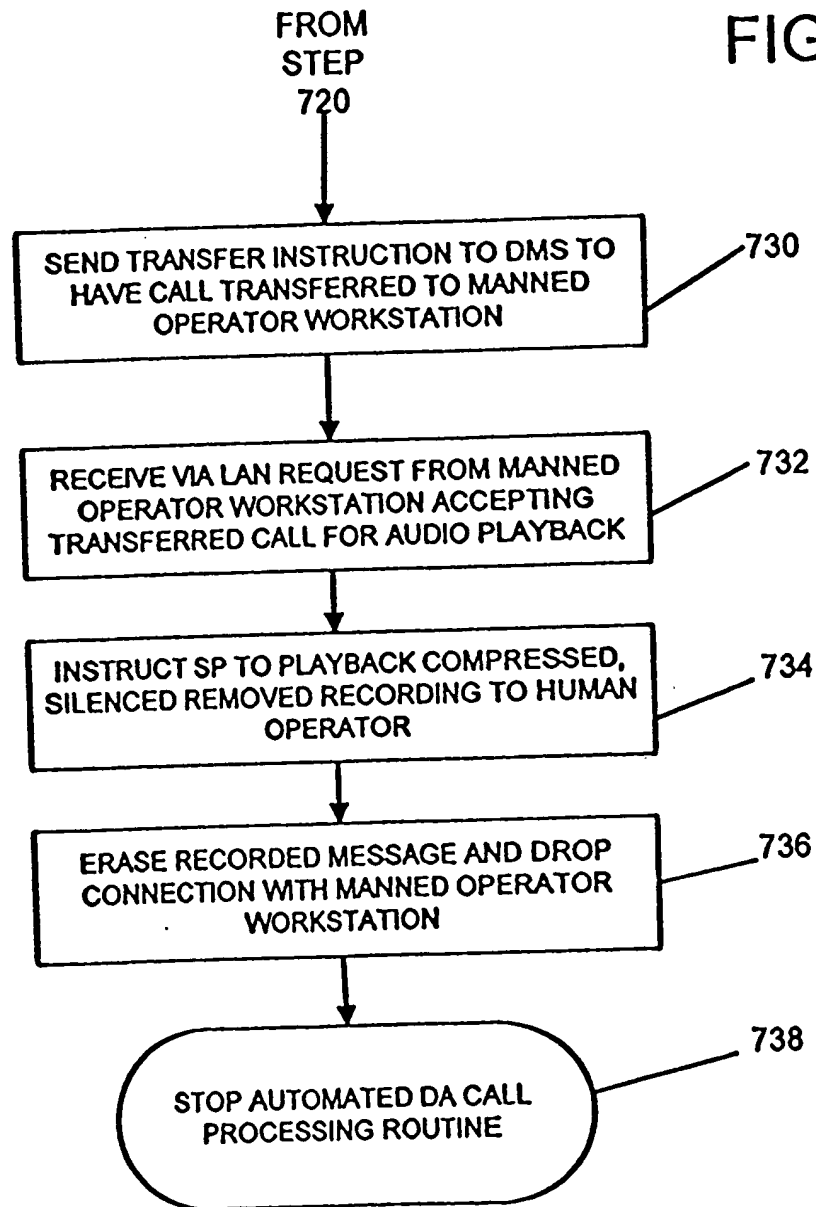 FROM
STEP
720
FIG
SEND TRANSFER INSTRUCTION TO DMS TO
HAVE CALL TRANSFERRED TO MANNED
OPERATOR WORKSTATION
730
RECEIVE VIA LAN REQUEST FROM MANNED
OPERATOR WORKSTATION ACCEPTING
TRANSFERRED CALL FOR AUDIO PLAYBACK
732
INSTRUCT SP TO PLAYBACK COMPRESSED,
SILENCED REMOVED RECORDING TO HUMAN
OPERATOR
734
ERASE RECORDED MESSAGE AND DROP
CONNECTION WITH MANNED OPERATOR
WORKSTATION
736
STOP AUTOMATED DA CALL
PROCESSING ROUTINE
738